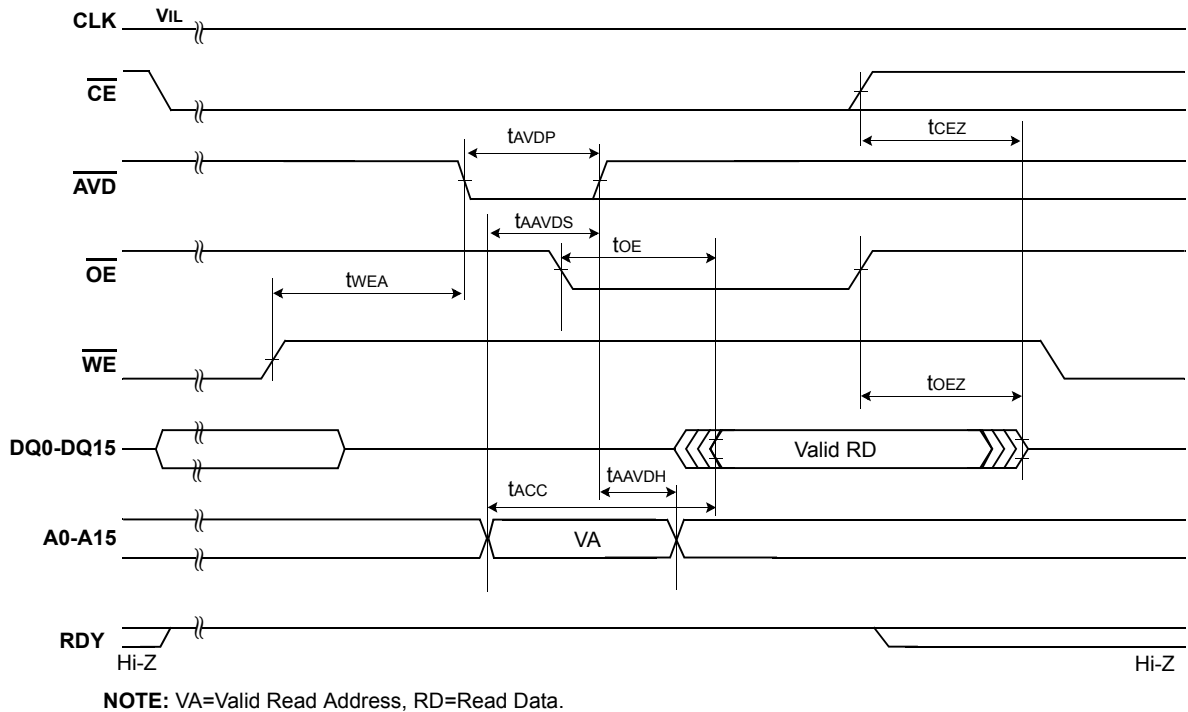 CLK VIL
CE
tCEZ
tAVDP
AVD
tAAVDS
tOE
OE
tWEA
WE
tOEZ
DQ0-DQ15 Valid RD
tAAVDH
tACC
A0-A15 VA
RDY
Hi-Z Hi-Z
NOTE: VA=Valid Read Address, RD=Read Data.